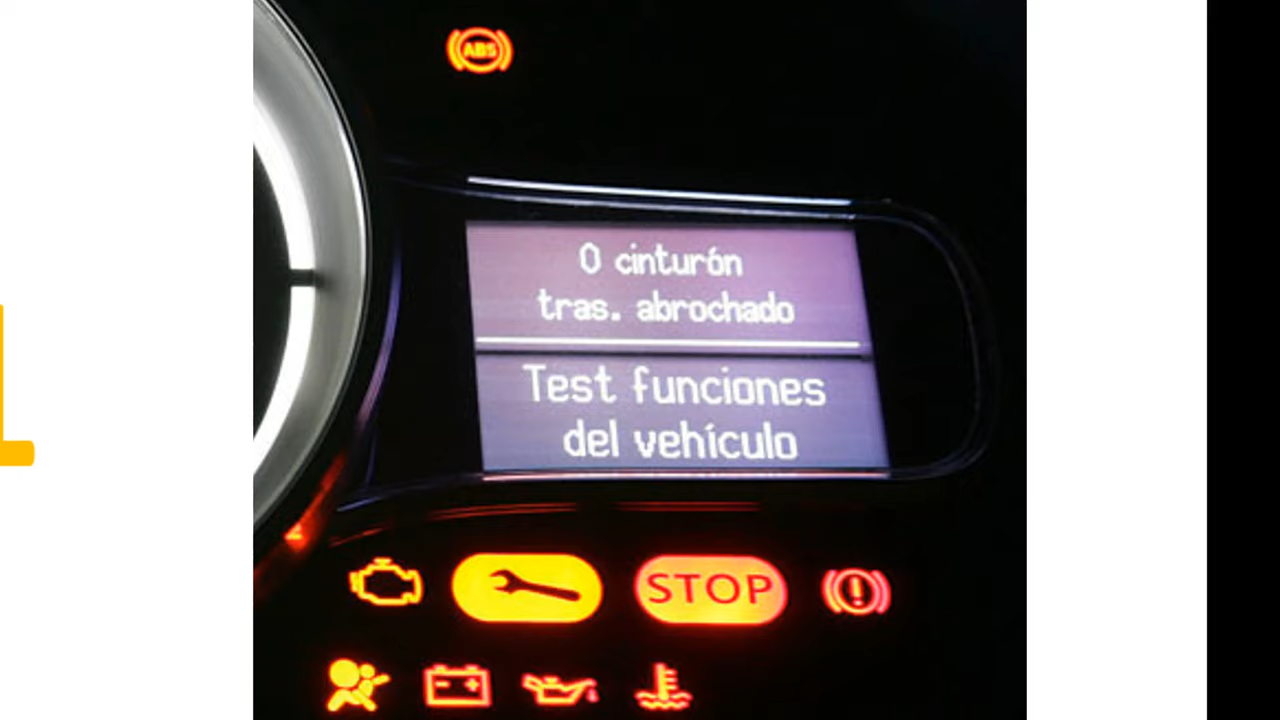 ABS
0 cinturón
tras. abrochado
Test funciones
del vehículo
STOP